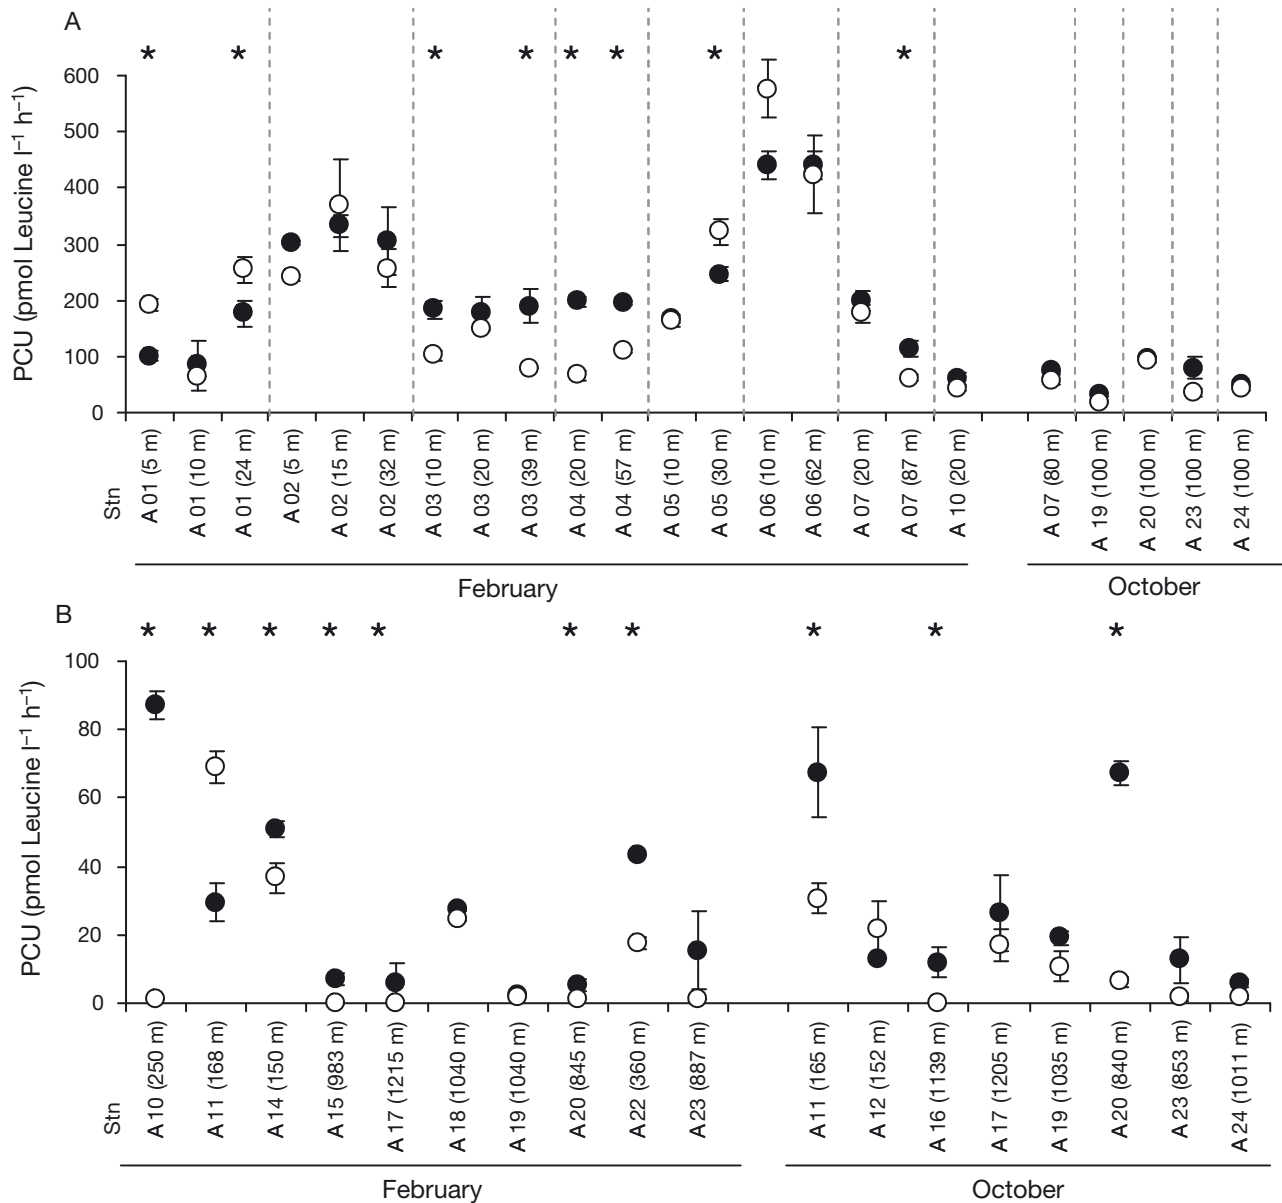 A
* * * * * * * *
PCU (pmol Leucine l⁻¹ h⁻¹)
600
500
400
300
200
100
0
Stn
A 01 (5 m)
A 01 (10 m)
A 01 (24 m)
A 02 (5 m)
A 02 (15 m)
A 02 (32 m)
A 03 (10 m)
A 03 (20 m)
A 03 (39 m)
A 04 (20 m)
A 04 (57 m)
A 05 (10 m)
A 05 (30 m)
A 06 (10 m)
A 06 (62 m)
A 07 (20 m)
A 07 (87 m)
A 10 (20 m)
A 07 (80 m)
A 19 (100 m)
A 20 (100 m)
A 23 (100 m)
A 24 (100 m)
February
October
B
* * * * * * * * * *
PCU (pmol Leucine l⁻¹ h⁻¹)
100
80
60
40
20
0
Stn
A 10 (250 m)
A 11 (168 m)
A 14 (150 m)
A 15 (983 m)
A 17 (1215 m)
A 18 (1040 m)
A 19 (1040 m)
A 20 (845 m)
A 22 (360 m)
A 23 (887 m)
A 11 (165 m)
A 12 (152 m)
A 16 (1139 m)
A 17 (1205 m)
A 19 (1035 m)
A 20 (840 m)
A 23 (853 m)
A 24 (1011 m)
February
October